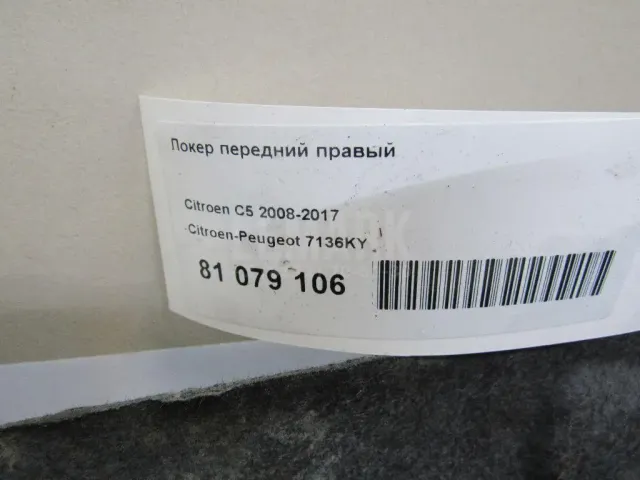 Локер передний правый
Citroen C5 2008-2017
Citroen-Peugeot 7136KY
81 079 106